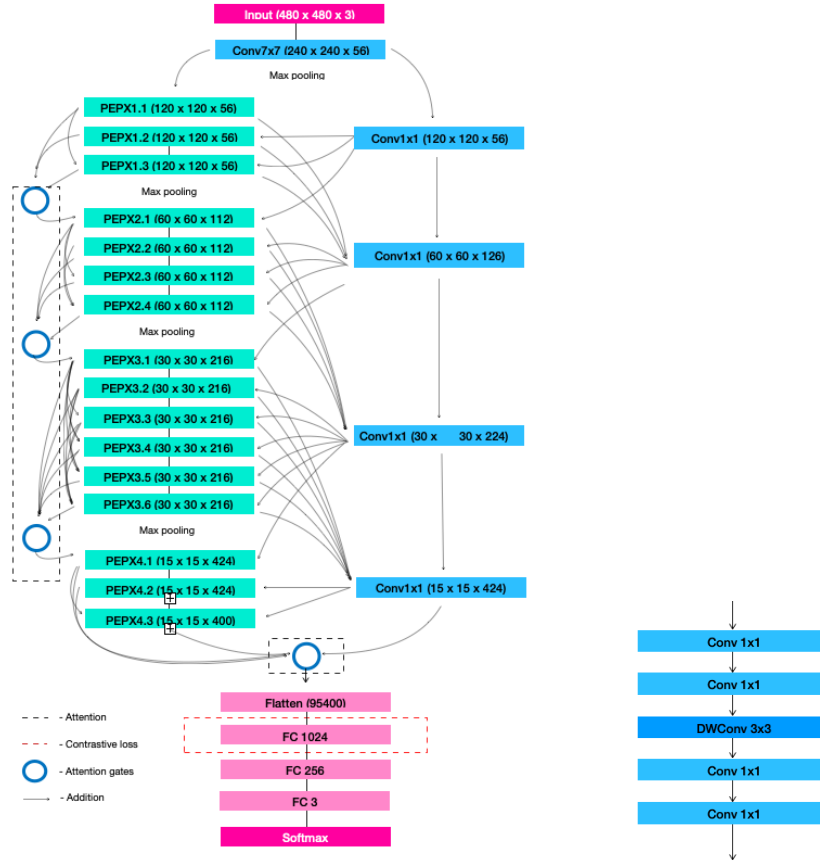 Input (480 x 480 x 3)
Conv7x7 (240 x 240 x 56)
Max pooling
PEPX1.1 (120 x 120 x 56)
PEPX1.2 (120 x 120 x 56)
Conv1x1 (120 x 120 x 56)
PEPX1.3 (120 x 120 x 56)
Max pooling
PEPX2.1 (60 x 60 x 112)
PEPX2.2 (60 x 60 x 112)
Conv1x1 (60 x 60 x 126)
PEPX2.3 (60 x 60 x 112)
PEPX2.4 (60 x 60 x 112)
Max pooling
PEPX3.1 (30 x 30 x 216)
PEPX3.2 (30 x 30 x 216)
PEPX3.3 (30 x 30 x 216)
Conv1x1 (30 x 30 x 224)
PEPX3.4 (30 x 30 x 216)
PEPX3.5 (30 x 30 x 216)
PEPX3.6 (30 x 30 x 216)
Max pooling
PEPX4.1 (15 x 15 x 424)
PEPX4.2 (15 x 15 x 424)
Conv1x1 (15 x 15 x 424)
PEPX4.3 (15 x 15 x 400)
Flatten (95400)
FC 1024
FC 256
FC 3
Softmax
- Attention
- Contrastive loss
- Attention gates
- Addition
Conv 1x1
Conv 1x1
DWConv 3x3
Conv 1x1
Conv 1x1